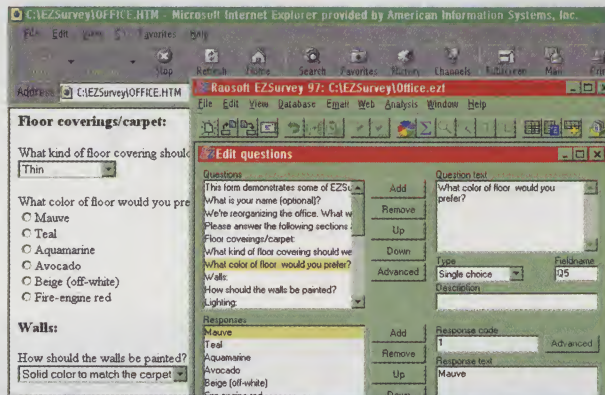 C:\EZSurvey\OFFICE.HTM - Microsoft Internet Explorer provided by American Information Systems, Inc.
File Edit View Favorites Help
Stop Refresh Home Search Favorites History Channels Fullscreen Mail
Address C:\EZSurvey\OFFICE.HTM
Floor coverings/carpet:
What kind of floor covering should
Thin
What color of floor would you pre
Mauve
Teal
Aquamarine
Avocado
Beige (off-white)
Fire-engine red
Walls:
How should the walls be painted?
Solid color to match the carpet
Raosoft EZSurvey 97: C:\EZSurvey\Office.ezt
File Edit View Database Email Web Analysis Window Help
Edit questions
Questions
This form demonstrates some of EZSu
What is your name (optional)?
We're reorganizing the office. What w
Please answer the following sections
Floor coverings/carpet:
What kind of floor covering should we
What color of floor would you prefer?
Walls:
How should the walls be painted?
Lighting:
Add
Remove
Up
Down
Advanced
Question text
What color of floor would you
prefer?
Type
Single choice
Fieldname
Q5
Description
Responses
Mauve
Teal
Aquamarine
Avocado
Beige (off-white)
Fire-engine red
Add
Remove
Up
Down
Response code
1
Advanced
Response text
Mauve